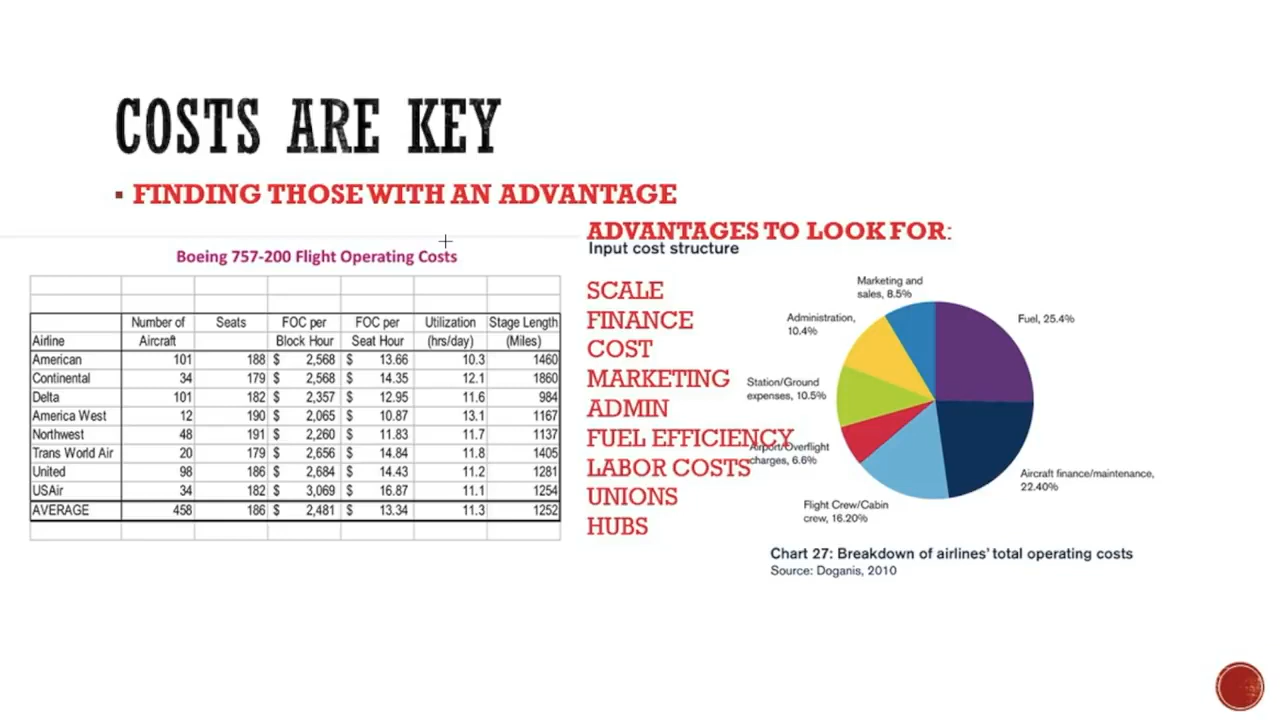 COSTS ARE KEY
▪ FINDING THOSE WITH AN ADVANTAGE
Boeing 757-200 Flight Operating Costs
Number of Seats FOC per FOC per Utilization Stage Length
Airline Aircraft Block Hour Seat Hour (hrs/day) (Miles)
American 101 188 $ 2,568 $ 13.66 10.3 1460
Continental 34 179 $ 2,568 $ 14.35 12.1 1860
Delta 101 182 $ 2,357 $ 12.95 11.6 984
America West 12 190 $ 2,065 $ 10.87 13.1 1167
Northwest 48 191 $ 2,260 $ 11.83 11.7 1137
Trans World Air 20 179 $ 2,656 $ 14.84 11.8 1405
United 98 186 $ 2,684 $ 14.43 11.2 1281
USAir 34 182 $ 3,069 $ 16.87 11.1 1254
AVERAGE 458 186 $ 2,481 $ 13.34 11.3 1252
ADVANTAGES TO LOOK FOR:
Input cost structure
SCALE
FINANCE
COST
MARKETING
ADMIN
FUEL EFFICIENCY
LABOR COSTS
UNIONS
HUBS
Marketing and
sales, 8.5%
Fuel, 25.4%
Administration,
10.4%
Station/Ground
expenses, 10.5%
Airport/Overflight
charges, 6.6%
Aircraft finance/maintenance,
22.40%
Flight Crew/Cabin
crew, 16.20%
Chart 27: Breakdown of airlines' total operating costs
Source: Doganis, 2010